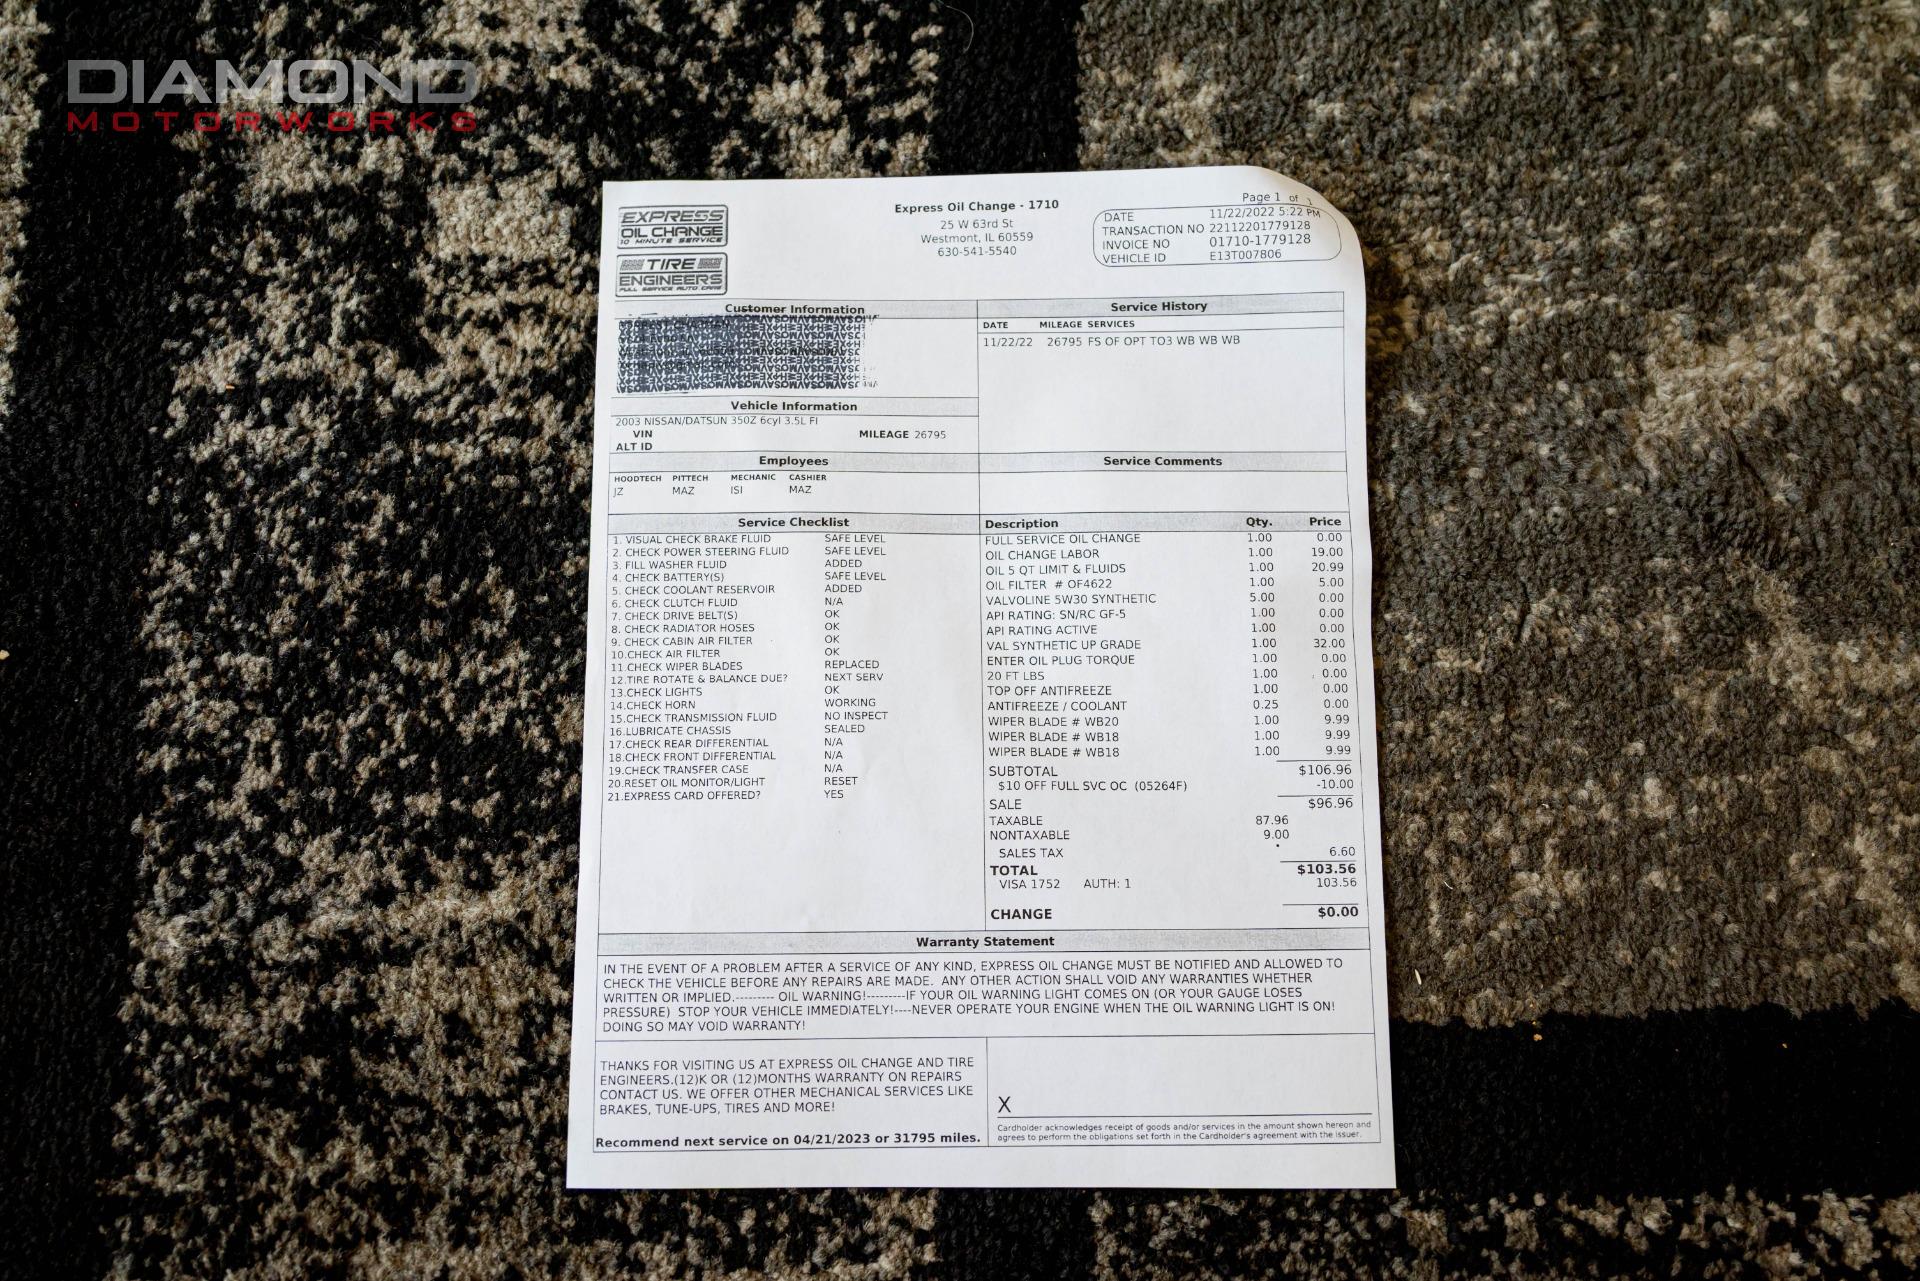 DIAMOND
MOTORWORKS
EXPRESS
OIL CHANGE
10 MINUTE SERVICE
TIRE
ENGINEERS
FULL SERVICE AUTO CARE
Express Oil Change - 1710
25 W 63rd St
Westmont, IL 60559
630-541-5540
Page 1 of 1
DATE 11/22/2022 5:22 PM
TRANSACTION NO 22112201779128
INVOICE NO 01710-1779128
VEHICLE ID E13T007806
Customer Information
Service History
DATE MILEAGE SERVICES
11/22/22 26795 FS OF OPT TO3 WB WB WB
Vehicle Information
2003 NISSAN/DATSUN 350Z 6cyl 3.5L FI
VIN MILEAGE 26795
ALT ID
Employees
HOODTECH PITTECH MECHANIC CASHIER
JZ MAZ ISI MAZ
Service Comments
Service Checklist
1. VISUAL CHECK BRAKE FLUID SAFE LEVEL
2. CHECK POWER STEERING FLUID SAFE LEVEL
3. FILL WASHER FLUID ADDED
4. CHECK BATTERY(S) SAFE LEVEL
5. CHECK COOLANT RESERVOIR ADDED
6. CHECK CLUTCH FLUID N/A
7. CHECK DRIVE BELT(S) OK
8. CHECK RADIATOR HOSES OK
9. CHECK CABIN AIR FILTER OK
10.CHECK AIR FILTER OK
11.CHECK WIPER BLADES REPLACED
12.TIRE ROTATE & BALANCE DUE? NEXT SERV
13.CHECK LIGHTS OK
14.CHECK HORN WORKING
15.CHECK TRANSMISSION FLUID NO INSPECT
16.LUBRICATE CHASSIS SEALED
17.CHECK REAR DIFFERENTIAL N/A
18.CHECK FRONT DIFFERENTIAL N/A
19.CHECK TRANSFER CASE N/A
20.RESET OIL MONITOR/LIGHT RESET
21.EXPRESS CARD OFFERED? YES
Description Qty. Price
FULL SERVICE OIL CHANGE 1.00 0.00
OIL CHANGE LABOR 1.00 19.00
OIL 5 QT LIMIT & FLUIDS 1.00 20.99
OIL FILTER # OF4622 1.00 5.00
VALVOLINE 5W30 SYNTHETIC 5.00 0.00
API RATING: SN/RC GF-5 1.00 0.00
API RATING ACTIVE 1.00 0.00
VAL SYNTHETIC UP GRADE 1.00 32.00
ENTER OIL PLUG TORQUE 1.00 0.00
20 FT LBS 1.00 0.00
TOP OFF ANTIFREEZE 1.00 0.00
ANTIFREEZE / COOLANT 0.25 0.00
WIPER BLADE # WB20 1.00 9.99
WIPER BLADE # WB18 1.00 9.99
WIPER BLADE # WB18 1.00 9.99
SUBTOTAL $106.96
$10 OFF FULL SVC OC (05264F) -10.00
SALE $96.96
TAXABLE 87.96
NONTAXABLE 9.00
SALES TAX 6.60
TOTAL $103.56
VISA 1752 AUTH: 1 103.56
CHANGE $0.00
Warranty Statement
IN THE EVENT OF A PROBLEM AFTER A SERVICE OF ANY KIND, EXPRESS OIL CHANGE MUST BE NOTIFIED AND ALLOWED TO
CHECK THE VEHICLE BEFORE ANY REPAIRS ARE MADE. ANY OTHER ACTION SHALL VOID ANY WARRANTIES WHETHER
WRITTEN OR IMPLIED.--------- OIL WARNING!--------IF YOUR OIL WARNING LIGHT COMES ON (OR YOUR GAUGE LOSES
PRESSURE) STOP YOUR VEHICLE IMMEDIATELY!----NEVER OPERATE YOUR ENGINE WHEN THE OIL WARNING LIGHT IS ON!
DOING SO MAY VOID WARRANTY!
THANKS FOR VISITING US AT EXPRESS OIL CHANGE AND TIRE
ENGINEERS.(12)K OR (12)MONTHS WARRANTY ON REPAIRS
CONTACT US. WE OFFER OTHER MECHANICAL SERVICES LIKE
BRAKES, TUNE-UPS, TIRES AND MORE!
Recommend next service on 04/21/2023 or 31795 miles.
X
Cardholder acknowledges receipt of goods and/or services in the amount shown hereon and
agrees to perform the obligations set forth in the Cardholder's agreement with the issuer.